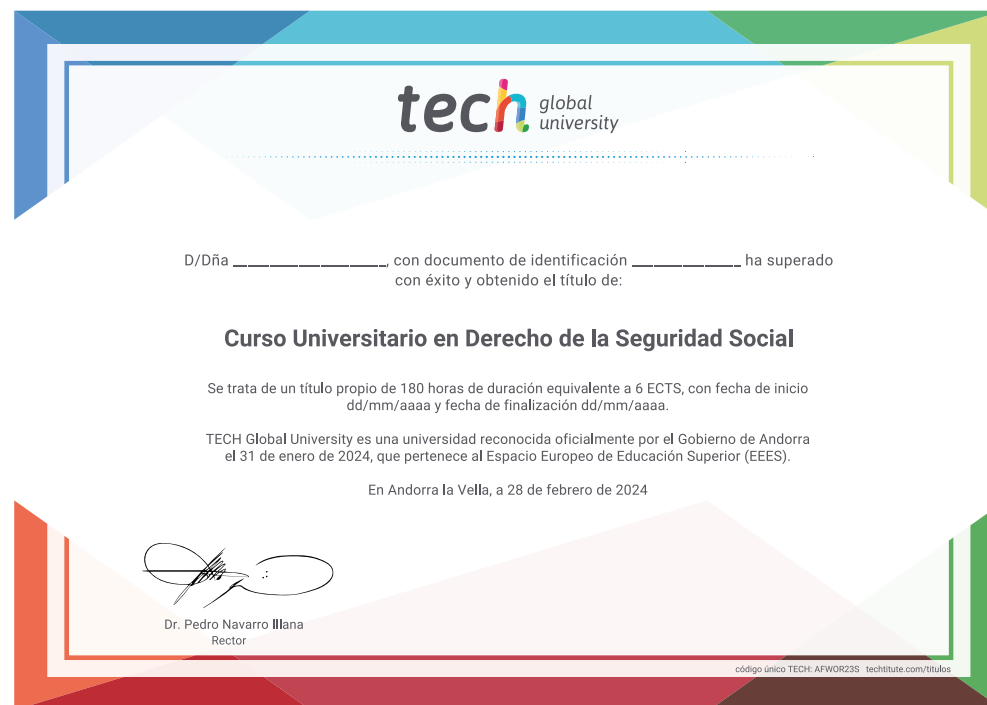 tech global university
D/Dña _____________________, con documento de identificación _______________ ha superado
con éxito y obtenido el título de:
Curso Universitario en Derecho de la Seguridad Social
Se trata de un título propio de 180 horas de duración equivalente a 6 ECTS, con fecha de inicio
dd/mm/aaaa y fecha de finalización dd/mm/aaaa.
TECH Global University es una universidad reconocida oficialmente por el Gobierno de Andorra
el 31 de enero de 2024, que pertenece al Espacio Europeo de Educación Superior (EEES).
En Andorra la Vella, a 28 de febrero de 2024
Dr. Pedro Navarro Illana
Rector
código único TECH: AFWOR23S techtitute.com/titulos